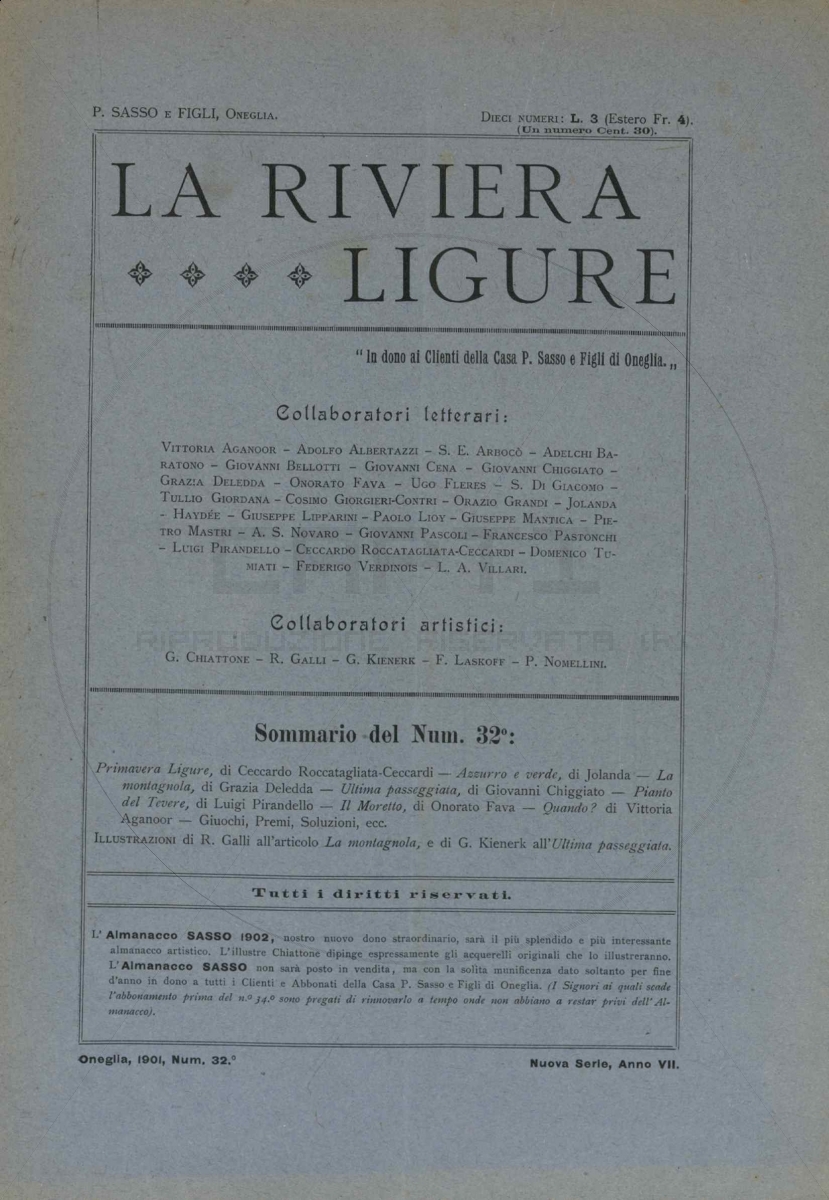 P. SASSO E FIGLI, ONEGLIA.
DIECI NUMERI: L. 3 (Estero Fr. 4).
(Un numero Cent. 30).
LA RIVIERA
LIGURE
“ In dono ai Clienti della Casa P. Sasso e Figli di Oneglia. „
Collaboratori letterari:
VITTORIA AGANOOR – ADOLFO ALBERTAZZI – S. E. ARBOCÒ – ADELCHI BA-
RATONO – GIOVANNI BELLOTTI – GIOVANNI CENA – GIOVANNI CHIGGIATO –
GRAZIA DELEDDA – ONORATO FAVA – UGO FLERES – S. DI GIACOMO –
TULLIO GIORDANA – COSIMO GIORGIERI-CONTRI – ORAZIO GRANDI – JOLANDA
– HAYDÉE – GIUSEPPE LIPPARINI – PAOLO LIOY – GIUSEPPE MANTICA – PIE-
TRO MASTRI – A. S. NOVARO – GIOVANNI PASCOLI – FRANCESCO PASTONCHI
– LUIGI PIRANDELLO – CECCARDO ROCCATAGLIATA-CECCARDI – DOMENICO TU-
MIATI – FEDERIGO VERDINOIS – L. A. VILLARI.
Collaboratori artistici:
G. CHIATTONE – R. GALLI – G. KIENERK – F. LASKOFF – P. NOMELLINI.
RIPRODUZIONE RISERVATA
Sommario del Num. 32º:
Primavera Ligure, di Ceccardo Roccatagliata-Ceccardi — Azzurro e verde, di Jolanda — La
montagnola, di Grazia Deledda — Ultima passeggiata, di Giovanni Chiggiato — Pianto
del Tevere, di Luigi Pirandello — Il Moretto, di Onorato Fava — Quando? di Vittoria
Aganoor — Giuochi, Premi, Soluzioni, ecc.
ILLUSTRAZIONI di R. Galli all'articolo La montagnola, e di G. Kienerk all'Ultima passeggiata.
Tutti i diritti riservati.
L'Almanacco SASSO 1902, nostro nuovo dono straordinario, sarà il più splendido e più interessante
almanacco artistico. L'illustre Chiattone dipinge espressamente gli acquerelli originali che lo illustreranno.
L'Almanacco SASSO non sarà posto in vendita, ma con la solita munificenza dato soltanto per fine
d'anno in dono a tutti i Clienti e Abbonati della Casa P. Sasso e Figli di Oneglia. (I Signori ai quali scade
l'abbonamento prima del n.º 34.º sono pregati di rinnovarlo a tempo onde non abbiano a restar privi dell'Al-
manacco).
Oneglia, 1901, Num. 32.º
Nuova Serie, Anno VII.